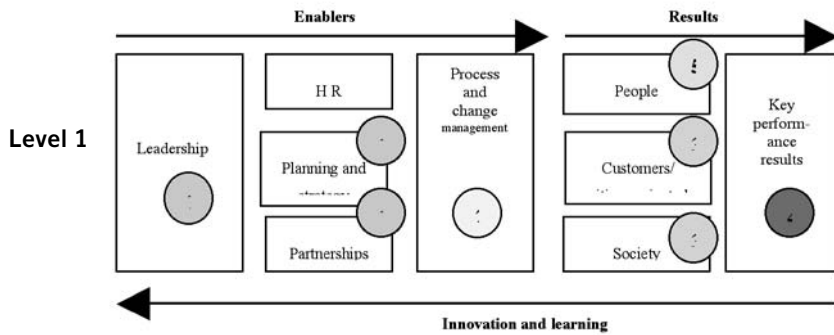 Enablers
Results
Level 1
Leadership
H R
Planning and
Partnerships
Process
and
change
management
People
Customers/
Society
Key
perform-
ance
results
Innovation and learning